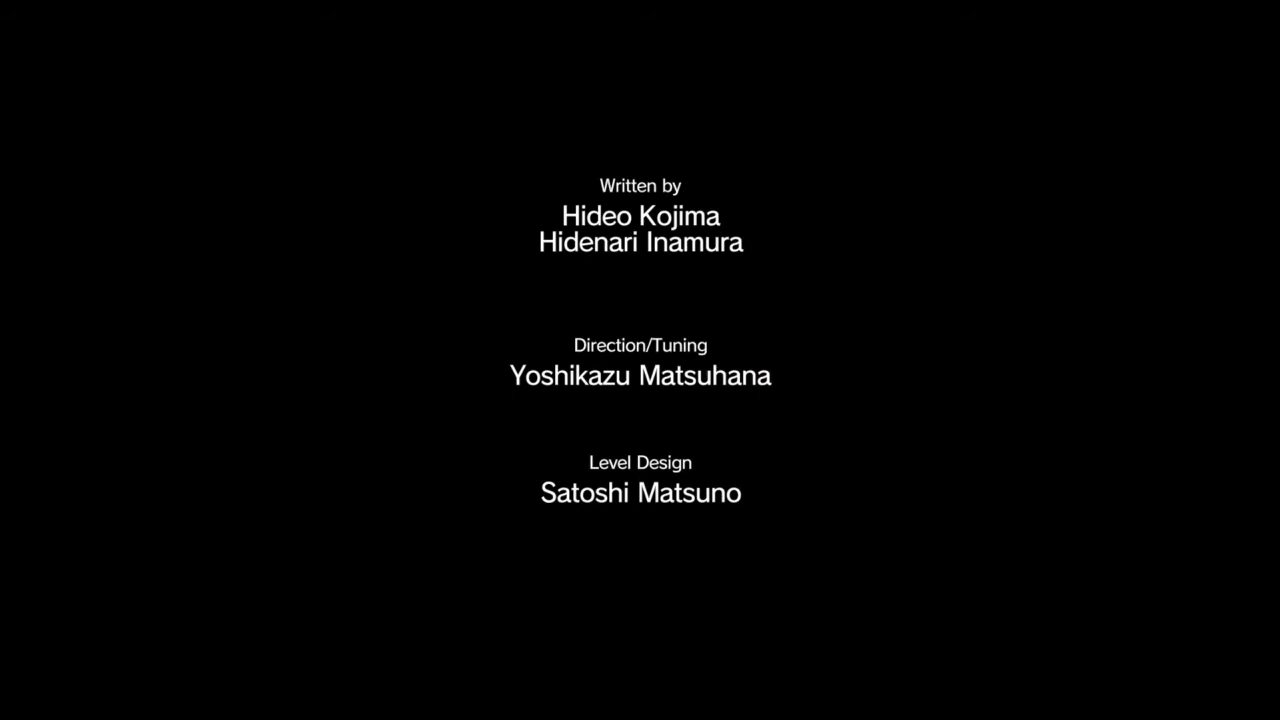 Written by
Hideo Kojima
Hidenari Inamura
Direction/Tuning
Yoshikazu Matsuhana
Level Design
Satoshi Matsuno